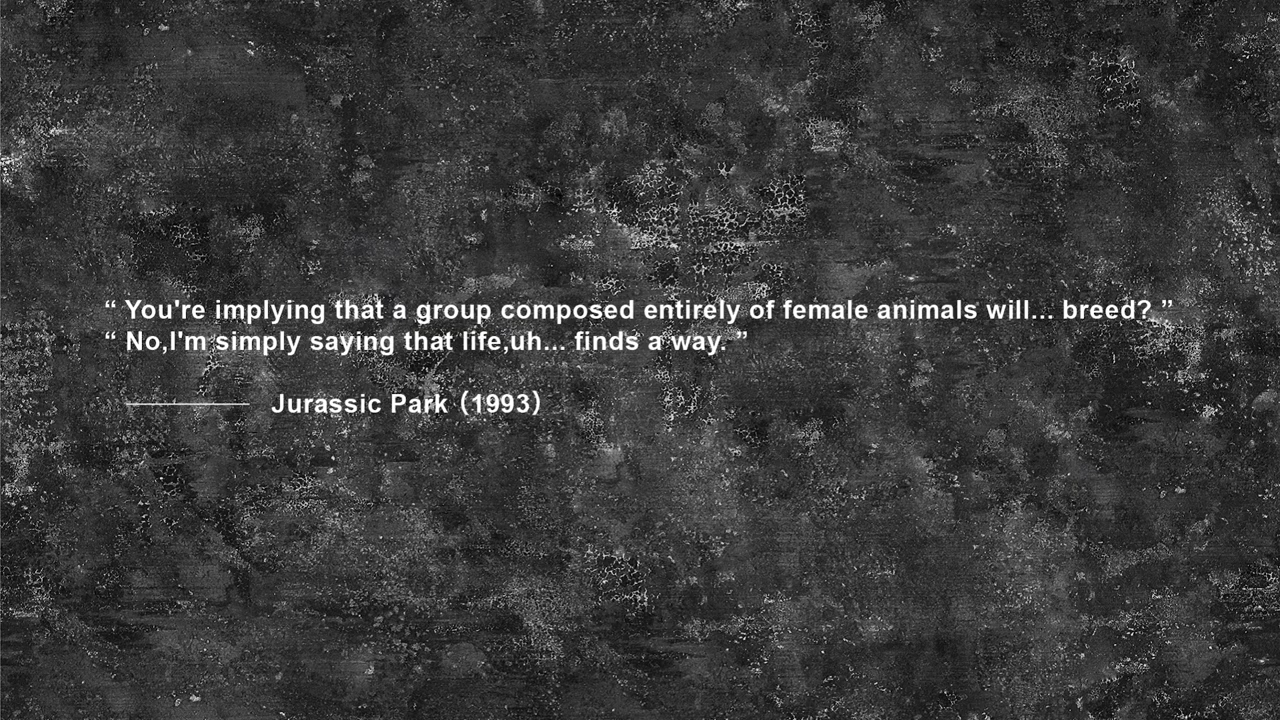 “ You're implying that a group composed entirely of female animals will... breed? ”
“ No,I'm simply saying that life,uh... finds a way. ”
Jurassic Park（1993）